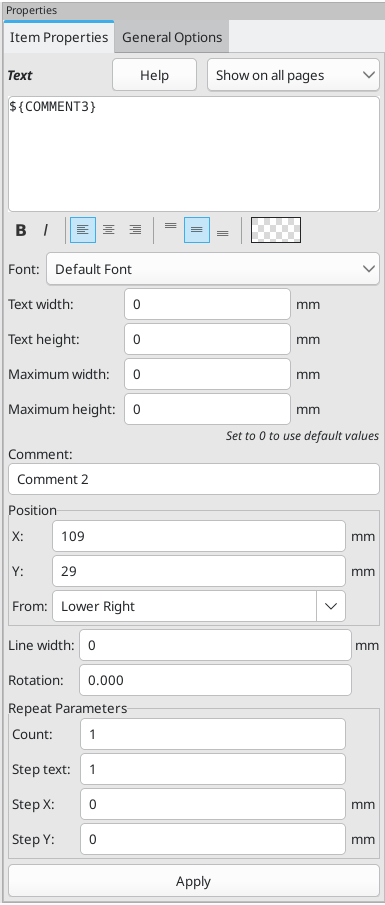 Properties
Item Properties General Options
Text Help Show on all pages
${COMMENT3}
B I
Font: Default Font
Text width: 0 mm
Text height: 0 mm
Maximum width: 0 mm
Maximum height: 0 mm
Set to 0 to use default values
Comment:
Comment 2
Position
X: 109 mm
Y: 29 mm
From: Lower Right
Line width: 0 mm
Rotation: 0.000
Repeat Parameters
Count: 1
Step text: 1
Step X: 0 mm
Step Y: 0 mm
Apply